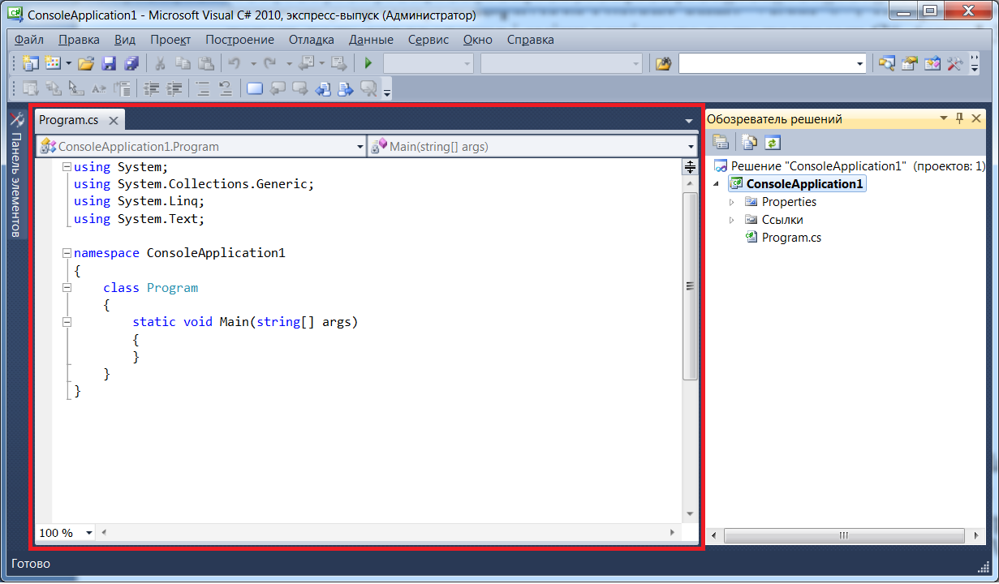 ConsoleApplication1 - Microsoft Visual C# 2010, экспресс-выпуск (Администратор)
Файл Правка Вид Проект Построение Отладка Данные Сервис Окно Справка
Панель элементов
Program.cs
ConsoleApplication1.Program
Main(string[] args)
using System;
using System.Collections.Generic;
using System.Linq;
using System.Text;
namespace ConsoleApplication1
{
class Program
{
static void Main(string[] args)
{
}
}
}
100 %
Обозреватель решений
Решение "ConsoleApplication1" (проектов: 1)
ConsoleApplication1
Properties
Ссылки
Program.cs
Готово